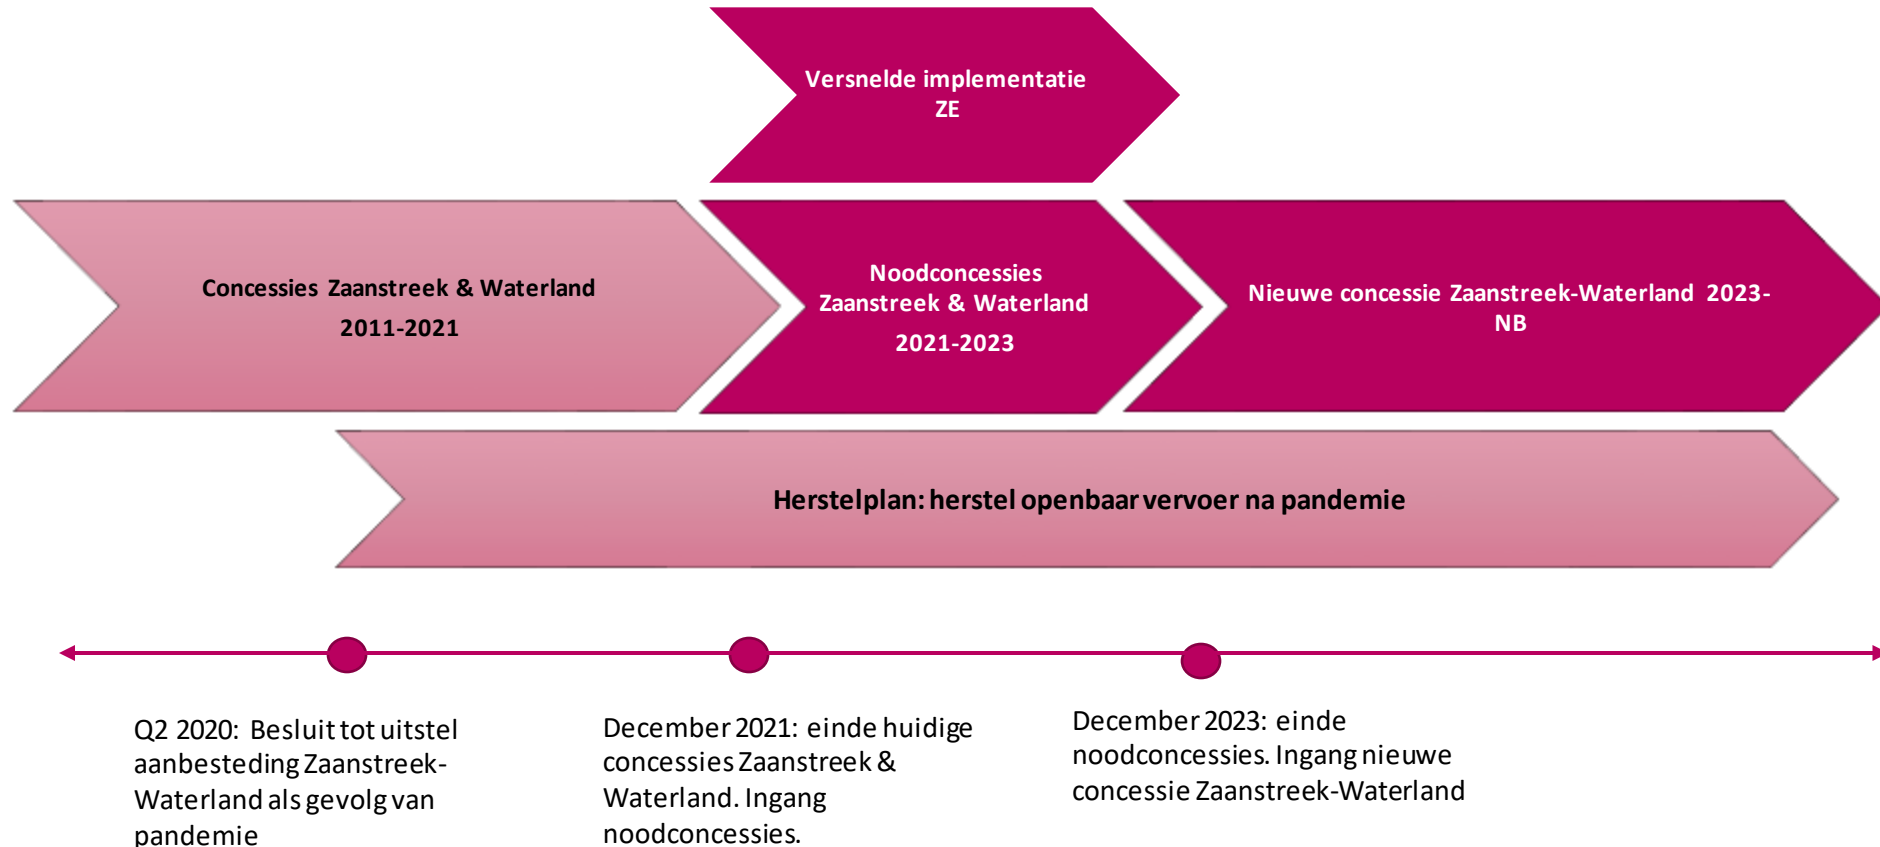 Versnelde implementatie
ZE
Concessies Zaanstreek & Waterland
2011-2021
Noodconcessies
Zaanstreek & Waterland
2021-2023
Nieuwe concessie Zaanstreek-Waterland 2023-
NB
Herstelplan: herstel openbaar vervoer na pandemie
Q2 2020: Besluit tot uitstel
aanbesteding Zaanstreek-
Waterland als gevolg van
pandemie
December 2021: einde huidige
concessies Zaanstreek &
Waterland. Ingang
noodconcessies.
December 2023: einde
noodconcessies. Ingang nieuwe
concessie Zaanstreek-Waterland